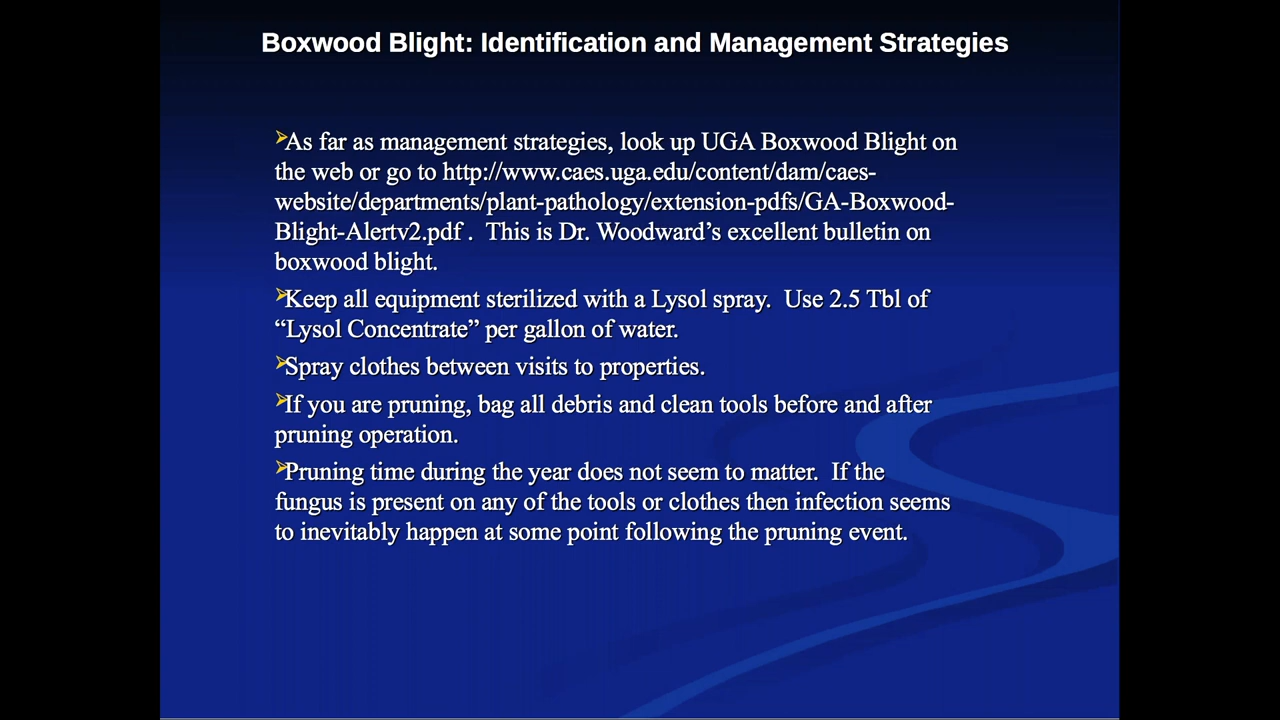 Boxwood Blight: Identification and Management Strategies
➢As far as management strategies, look up UGA Boxwood Blight on
the web or go to http://www.caes.uga.edu/content/dam/caes-
website/departments/plant-pathology/extension-pdfs/GA-Boxwood-
Blight-Alertv2.pdf .  This is Dr. Woodward’s excellent bulletin on
boxwood blight.
➢Keep all equipment sterilized with a Lysol spray.  Use 2.5 Tbl of
“Lysol Concentrate” per gallon of water.
➢Spray clothes between visits to properties.
➢If you are pruning, bag all debris and clean tools before and after
pruning operation.
➢Pruning time during the year does not seem to matter.  If the
fungus is present on any of the tools or clothes then infection seems
to inevitably happen at some point following the pruning event.